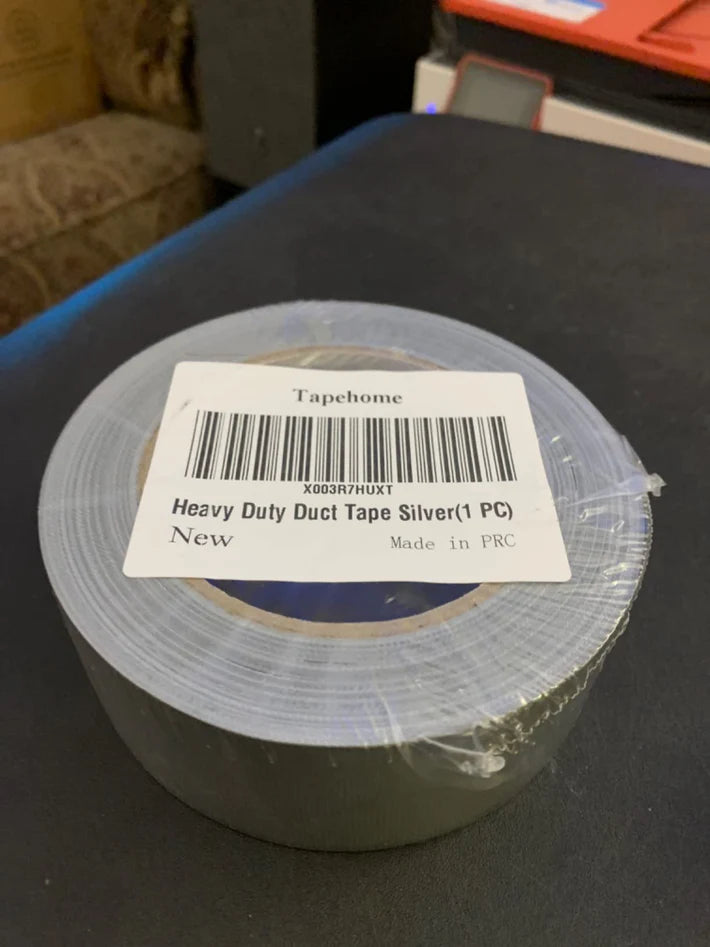 Tapehome
X003R7HUXT
Heavy Duty Duct Tape Silver(1 PC)
New
Made in PRC